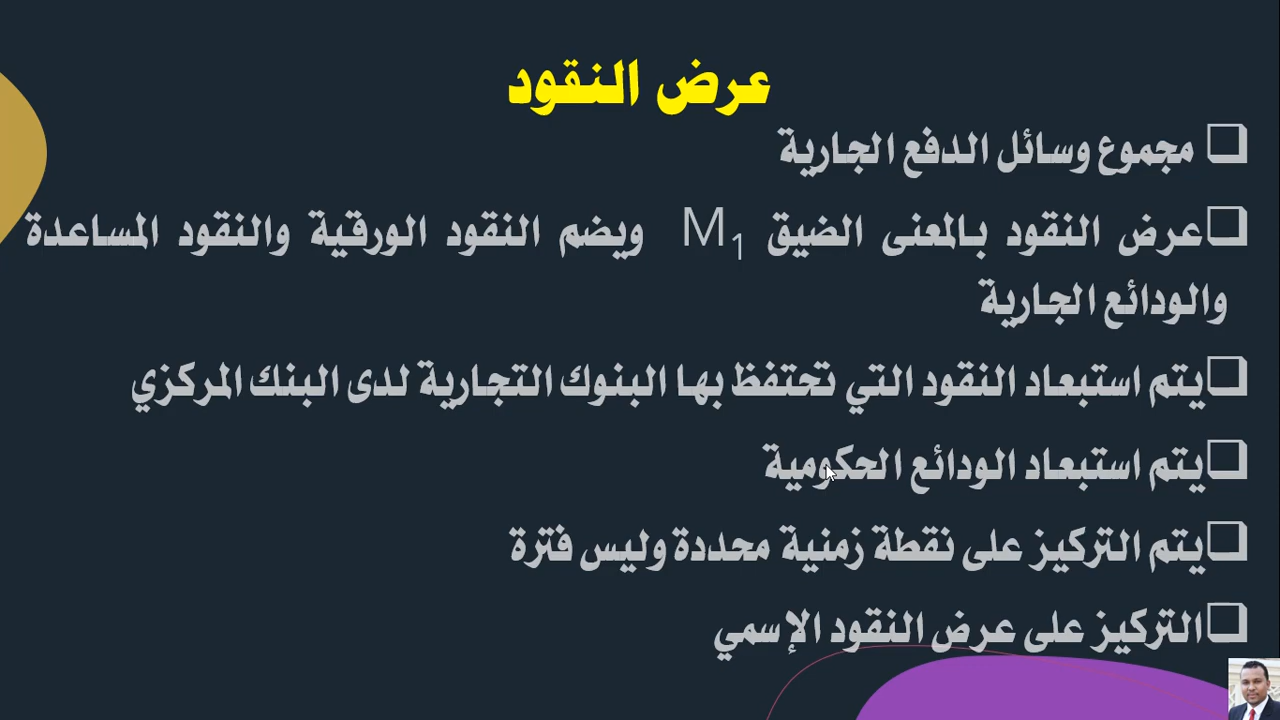 عرض النقود
مجموع وسائل الدفع الجارية
عرض النقود بالمعنى الضيق M1 ويضم النقود الورقية والنقود المساعدة
والودائع الجارية
يتم استبعاد النقود التي تحتفظ بها البنوك التجارية لدى البنك المركزي
يتم استبعاد الودائع الحكومية
يتم التركيز على نقطة زمنية محددة وليس فترة
التركيز على عرض النقود الإسمي